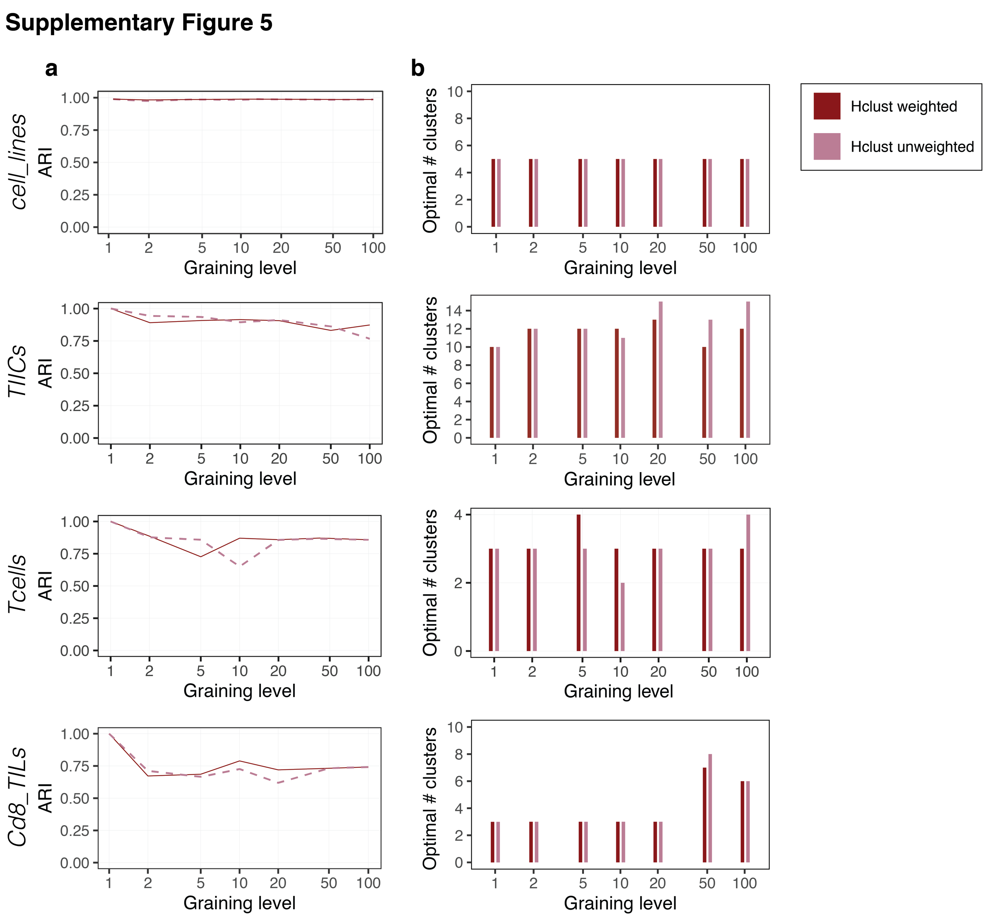 Supplementary Figure 5
a
b
cell_lines
ARI
1.00
0.75
0.50
0.25
0.00
1 2 5 10 20 50 100
Graining level
Optimal # clusters
10
8
6
4
2
0
1 2 5 10 20 50 100
Graining level
Hclust weighted
Hclust unweighted
TIICs
ARI
1.00
0.75
0.50
0.25
0.00
1 2 5 10 20 50 100
Graining level
Optimal # clusters
14
12
10
8
6
4
2
0
1 2 5 10 20 50 100
Graining level
Tcells
ARI
1.00
0.75
0.50
0.25
0.00
1 2 5 10 20 50 100
Graining level
Optimal # clusters
4
2
0
1 2 5 10 20 50 100
Graining level
Cd8_TILs
ARI
1.00
0.75
0.50
0.25
0.00
1 2 5 10 20 50 100
Graining level
Optimal # clusters
10
8
6
4
2
0
1 2 5 10 20 50 100
Graining level